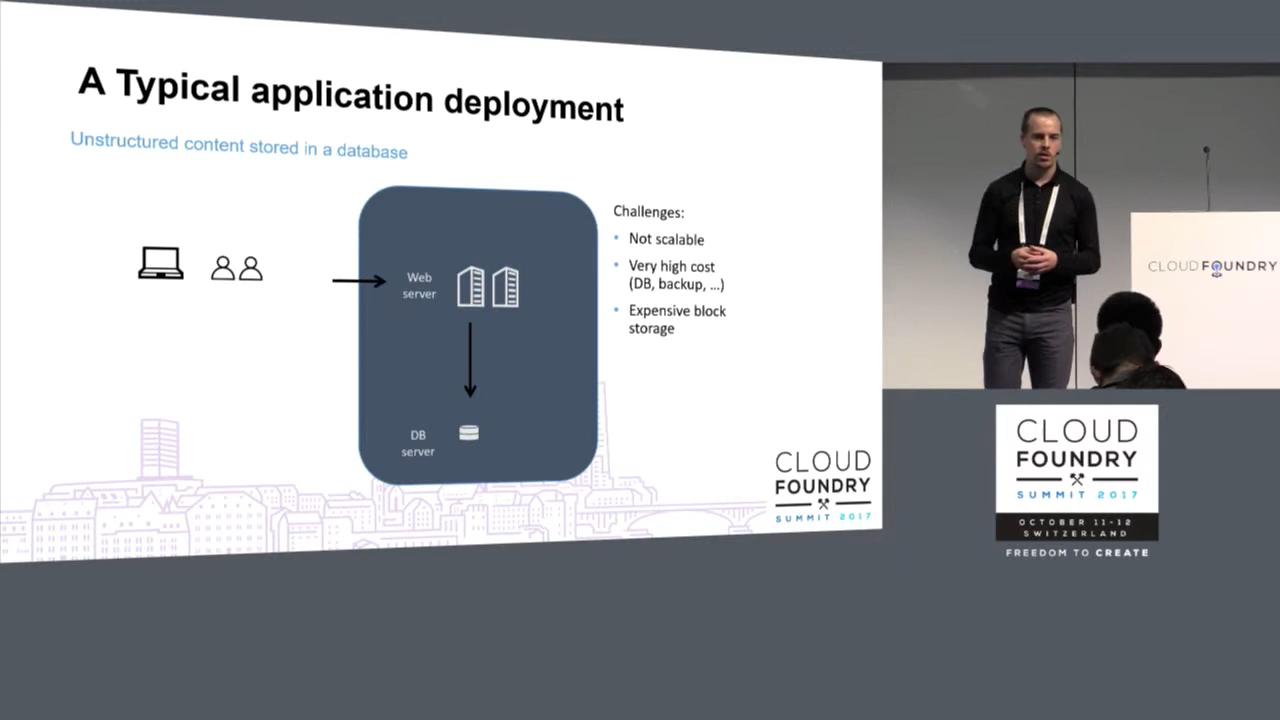 A Typical application deployment
Unstructured content stored in a database
Web
server
DB
server
Challenges:
• Not scalable
• Very high cost
(DB, backup, ...)
• Expensive block
storage
CLOUD
FOUNDRY
SUMMIT 2017
CLOUD FOUNDRY
CLOUD
FOUNDRY
SUMMIT 2017
OCTOBER 11-12
SWITZERLAND
FREEDOM TO CREATE